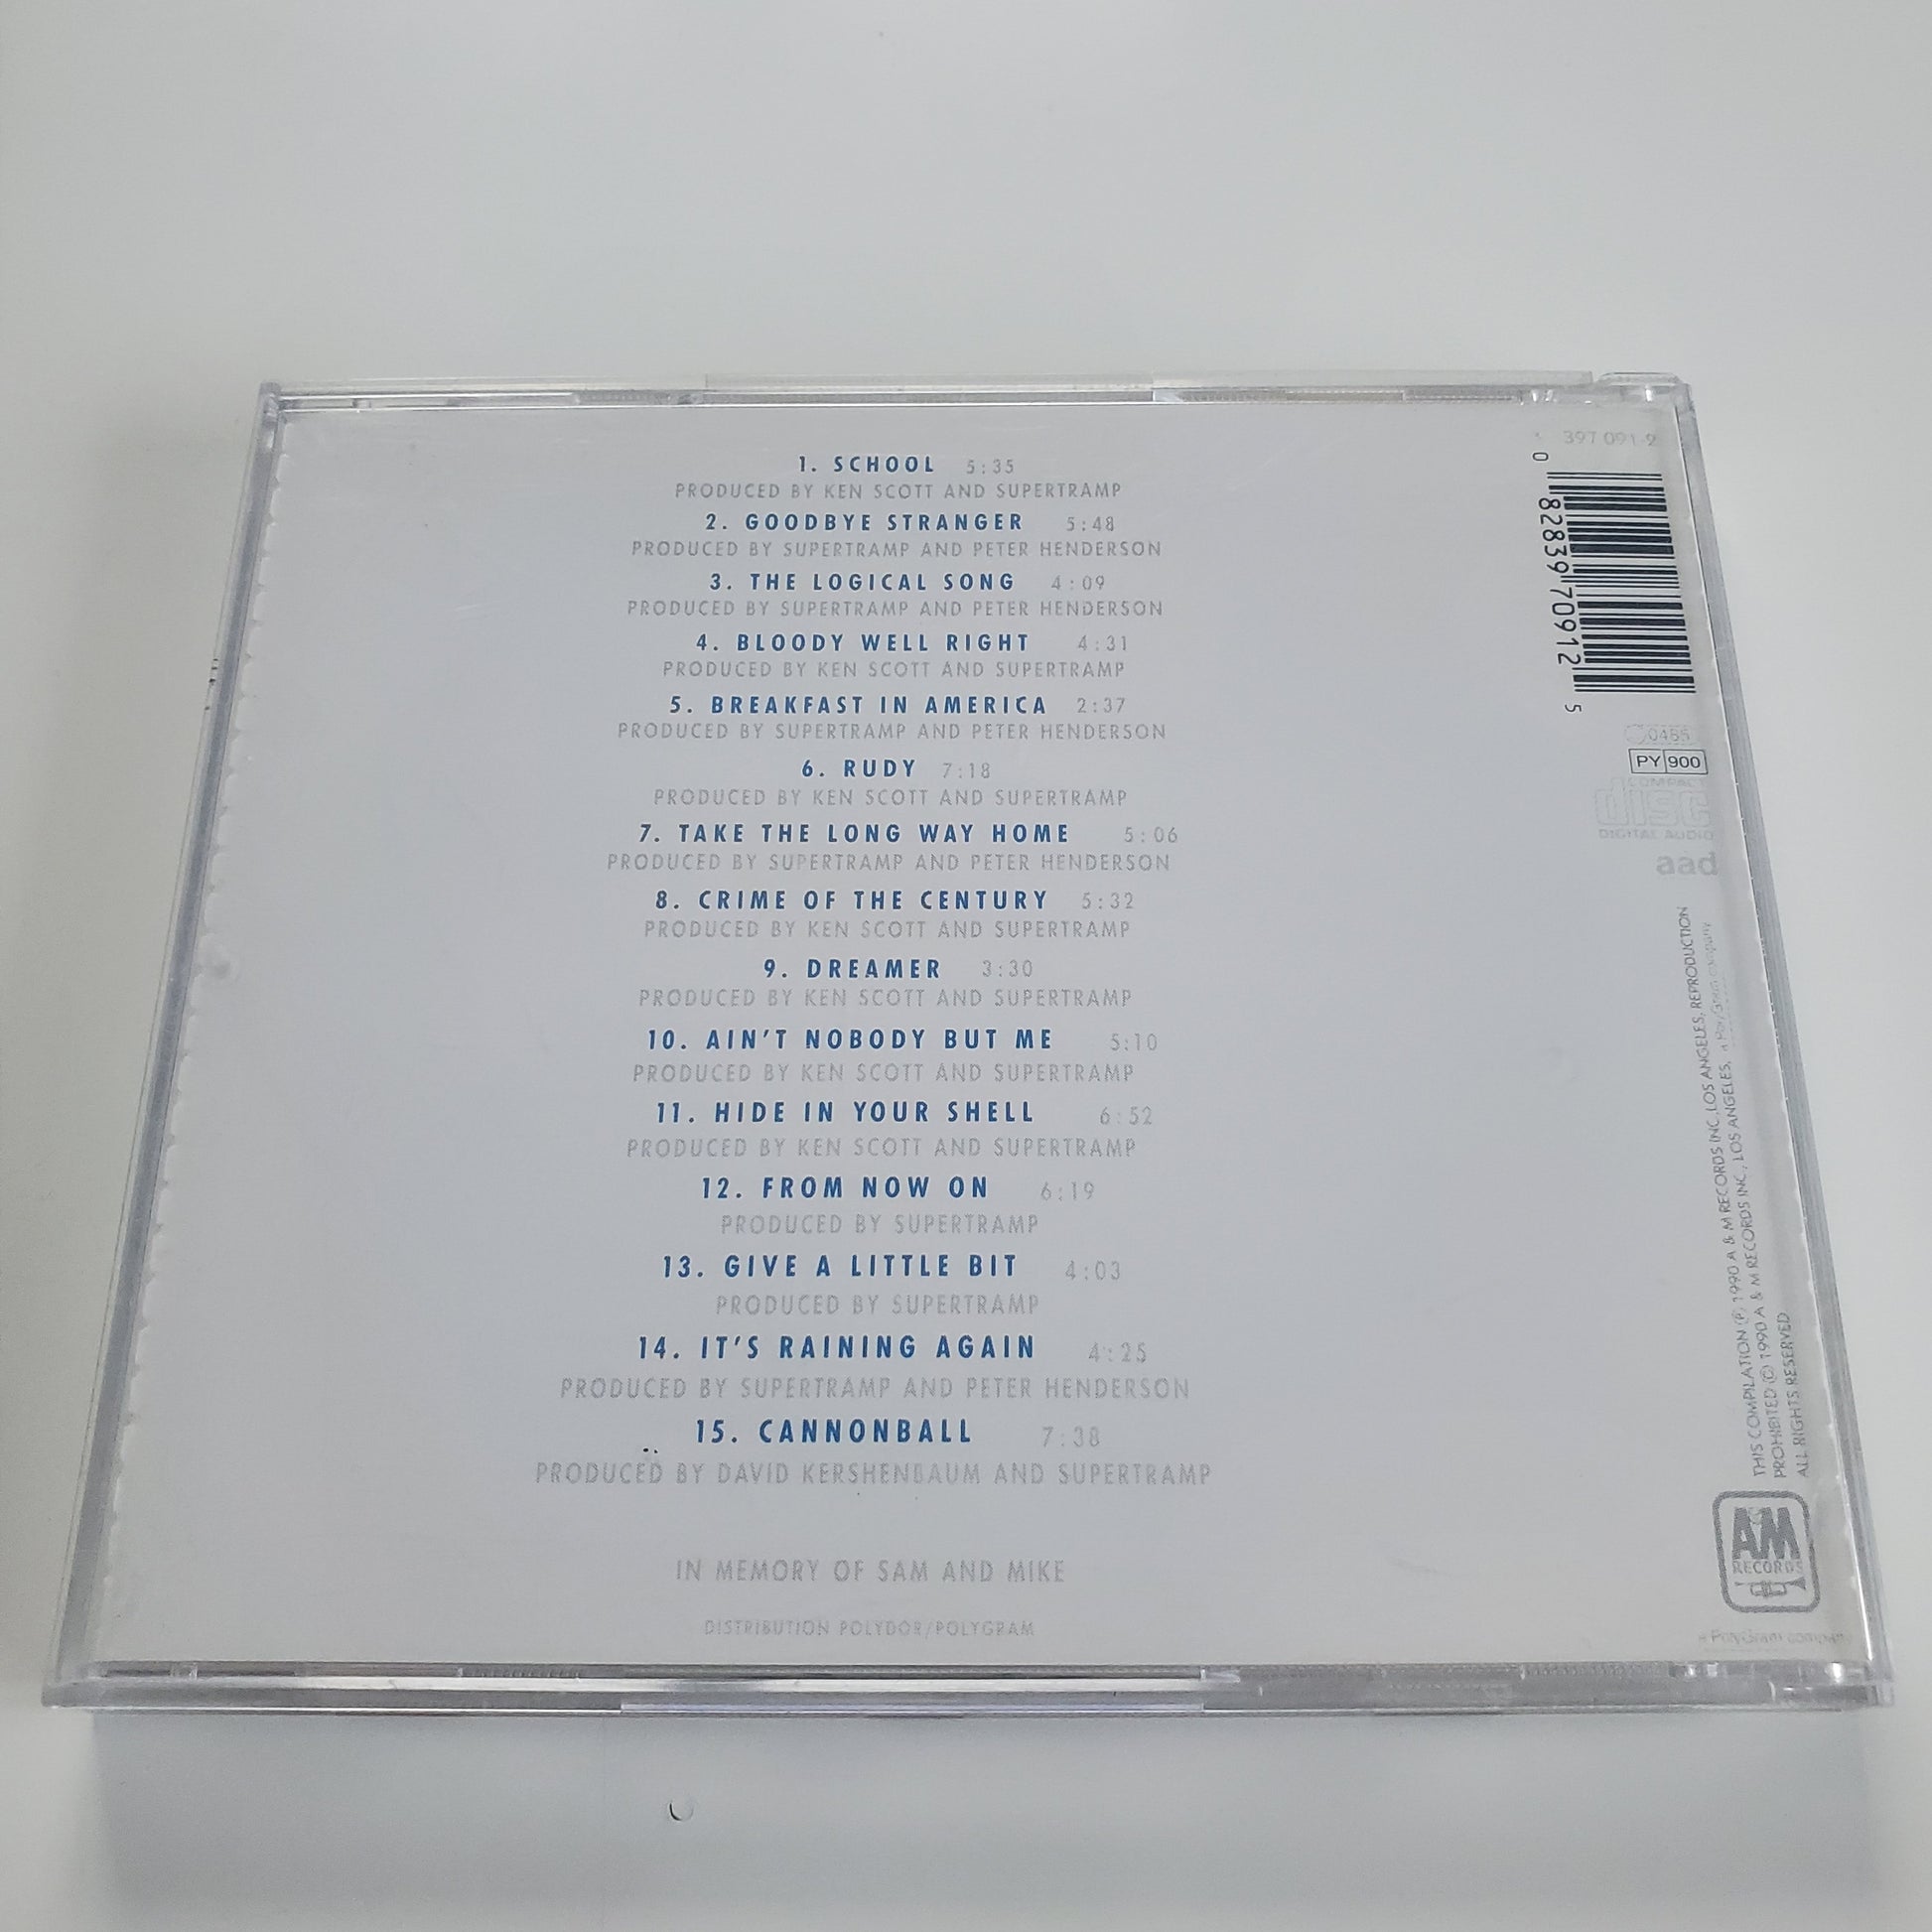 1. SCHOOL 5:35
PRODUCED BY KEN SCOTT AND SUPERTRAMP
2. GOODBYE STRANGER 5:48
PRODUCED BY SUPERTRAMP AND PETER HENDERSON
3. THE LOGICAL SONG 4:09
PRODUCED BY SUPERTRAMP AND PETER HENDERSON
4. BLOODY WELL RIGHT 4:31
PRODUCED BY KEN SCOTT AND SUPERTRAMP
5. BREAKFAST IN AMERICA 2:37
PRODUCED BY SUPERTRAMP AND PETER HENDERSON
6. RUDY 7:18
PRODUCED BY KEN SCOTT AND SUPERTRAMP
7. TAKE THE LONG WAY HOME 5:06
PRODUCED BY SUPERTRAMP AND PETER HENDERSON
8. CRIME OF THE CENTURY 5:32
PRODUCED BY KEN SCOTT AND SUPERTRAMP
9. DREAMER 3:30
PRODUCED BY KEN SCOTT AND SUPERTRAMP
10. AIN'T NOBODY BUT ME 5:10
PRODUCED BY KEN SCOTT AND SUPERTRAMP
11. HIDE IN YOUR SHELL 6:52
PRODUCED BY KEN SCOTT AND SUPERTRAMP
12. FROM NOW ON 6:19
PRODUCED BY SUPERTRAMP
13. GIVE A LITTLE BIT 4:03
PRODUCED BY SUPERTRAMP
14. IT'S RAINING AGAIN 4:25
PRODUCED BY SUPERTRAMP AND PETER HENDERSON
15. CANNONBALL 7:38
PRODUCED BY DAVID KERSHENBAUM AND SUPERTRAMP
IN MEMORY OF SAM AND MIKE
DISTRIBUTION POLYDOR/POLYGRAM
397 091-2
0 82839 70912 5
PY 900
COMPACT
disc
DIGITAL AUDIO
aad
THIS COMPILATION ℗ 1990 A & M RECORDS INC., LOS ANGELES, REPRODUCTION
PROHIBITED © 1990 A & M RECORDS INC., LOS ANGELES, a PolyGram company
ALL RIGHTS RESERVED
A&M
RECORDS
a PolyGram company